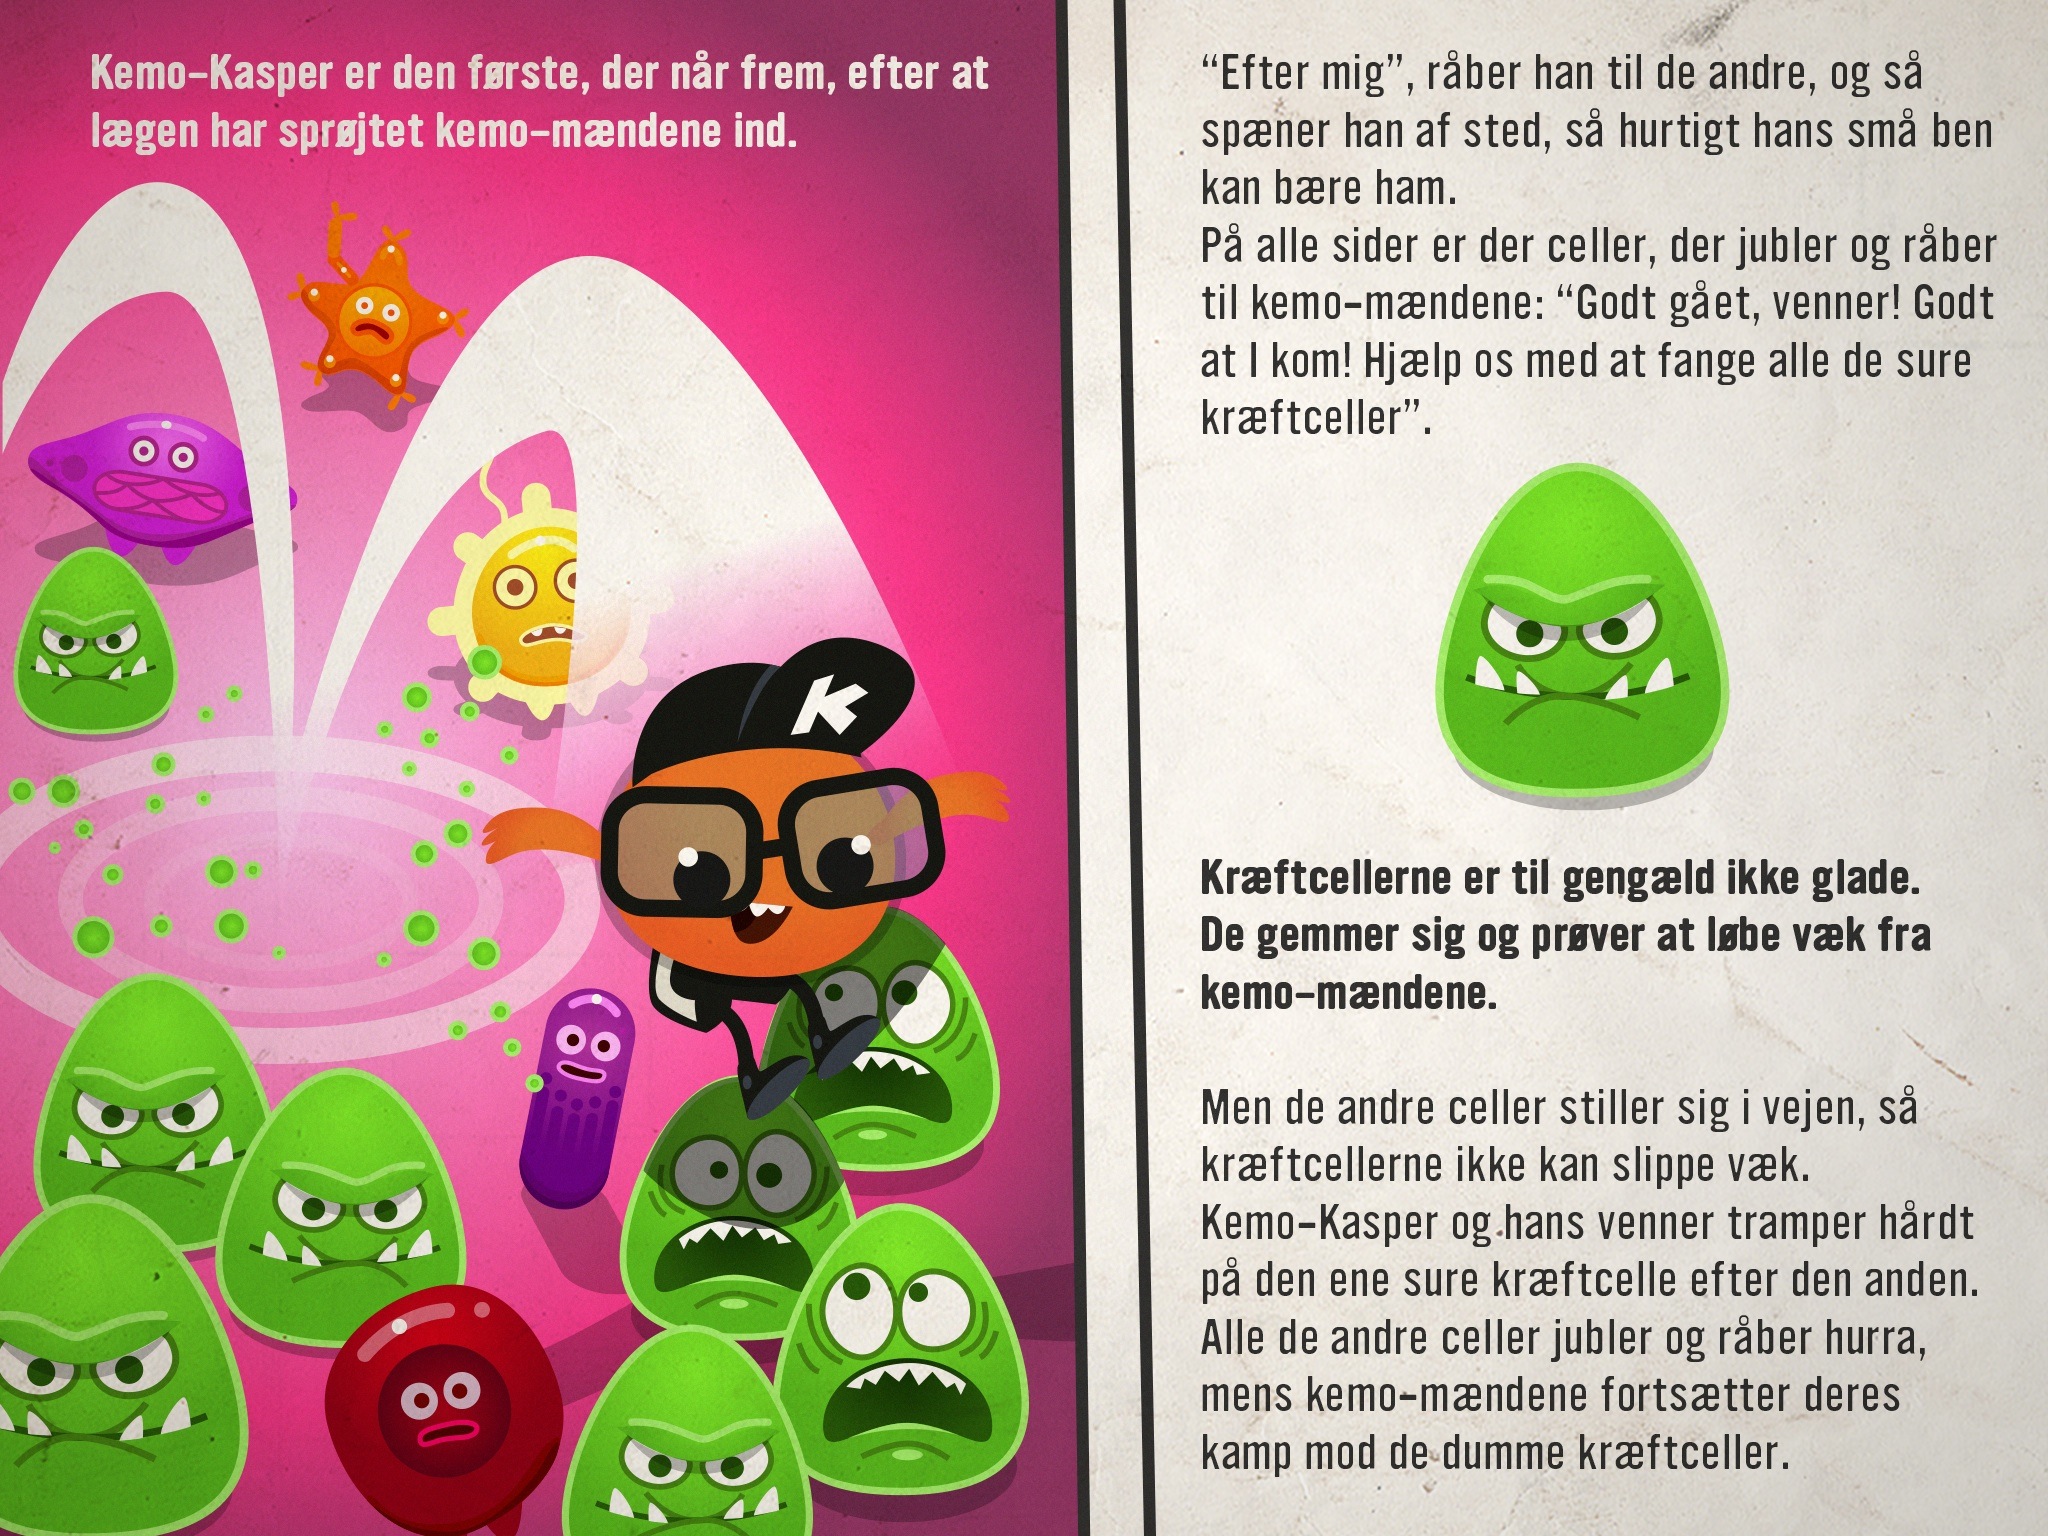 Kemo-Kasper er den første, der når frem, efter at
lægen har sprøjtet kemo-mændene ind.
K
“Efter mig”, råber han til de andre, og så
spæner han af sted, så hurtigt hans små ben
kan bære ham.
På alle sider er der celler, der jubler og råber
til kemo-mændene: “Godt gået, venner! Godt
at I kom! Hjælp os med at fange alle de sure
kræftceller”.
Kræftcellerne er til gengæld ikke glade.
De gemmer sig og prøver at løbe væk fra
kemo-mændene.
Men de andre celler stiller sig i vejen, så
kræftcellerne ikke kan slippe væk.
Kemo-Kasper og hans venner tramper hårdt
på den ene sure kræftcelle efter den anden.
Alle de andre celler jubler og råber hurra,
mens kemo-mændene fortsætter deres
kamp mod de dumme kræftceller.